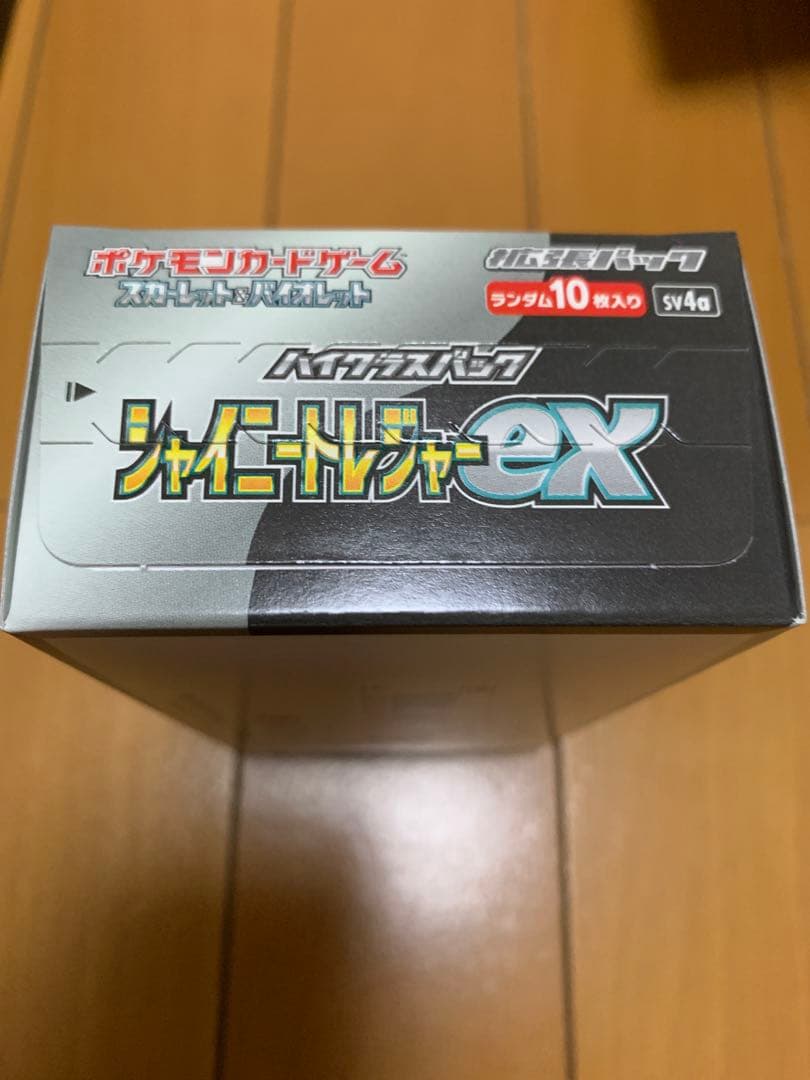 ポケモンカードゲーム
スカーレット&バイオレット
拡張パック
ランダム10枚入り sv4a
ハイクラスパック
シャイニートレジャーex